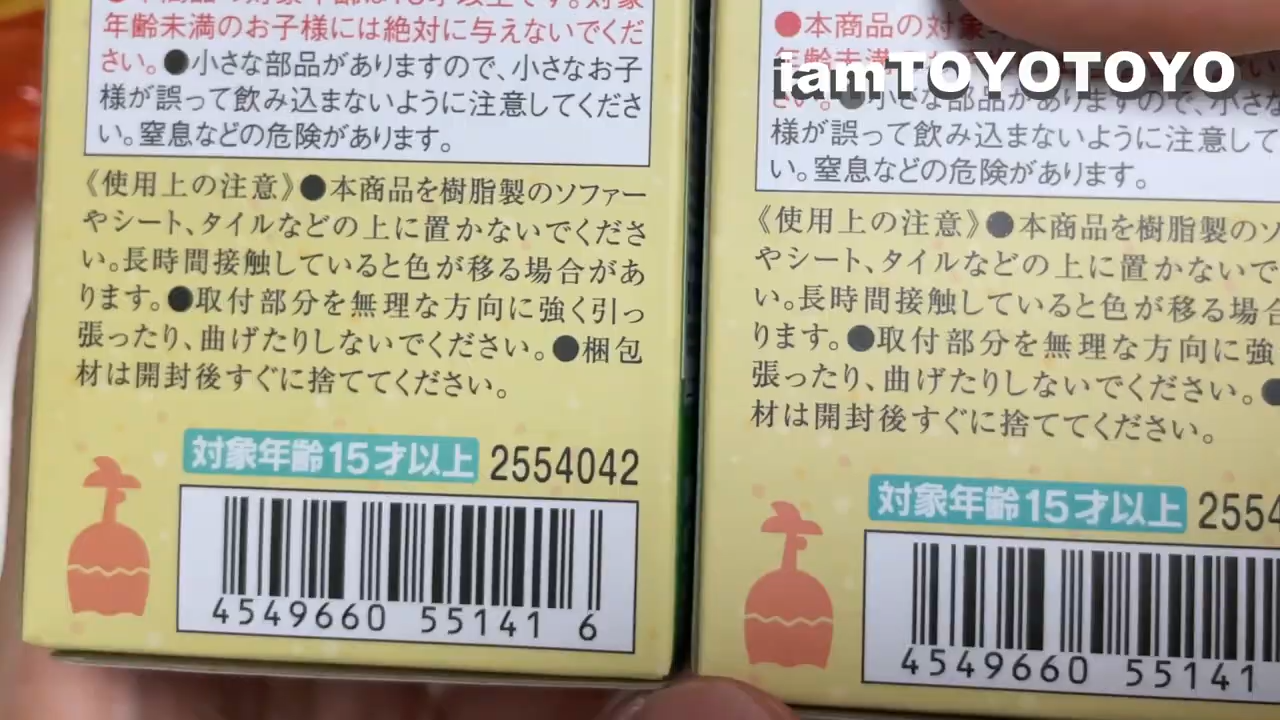 年齢未満のお子様には絶対に与えないでくだ
さい。●小さな部品がありますので、小さなお子
様が誤って飲み込まないように注意してくださ
い。窒息などの危険があります。
《使用上の注意》●本商品を樹脂製のソファー
やシート、タイルなどの上に置かないでくださ
い。長時間接触していると色が移る場合があ
ります。●取付部分を無理な方向に強く引っ
張ったり、曲げたりしないでください。●梱包
材は開封後すぐに捨ててください。
対象年齢15才以上 2554042
4549660 55141 6
iamTOYOTOYO
●本商品の対象
様が誤って飲み込まないように注意して
い。窒息などの危険があります。
《使用上の注意》●本商品を樹脂製のソ
やシート、タイルなどの上に置かないで
い。長時間接触していると色が移る場合
ります。●取付部分を無理な方向に強
張ったり、曲げたりしないでください。●
材は開封後すぐに捨ててください。
対象年齢15才以上 2554
4549660 55141